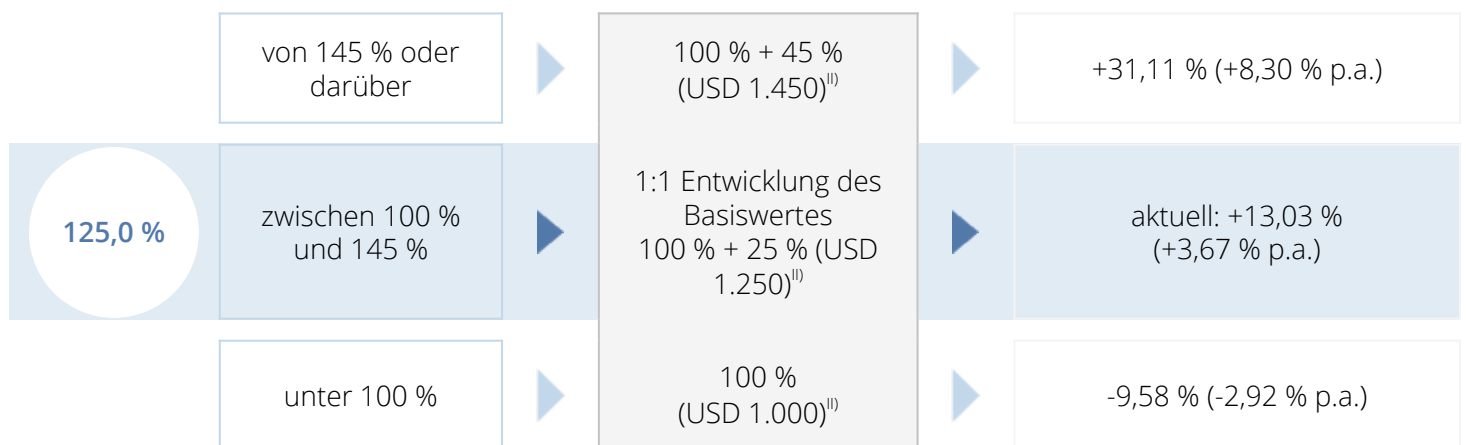 von 145 % oder
darüber
100 % + 45 %
(USD 1.450)II)
+31,11 % (+8,30 % p.a.)
125,0 %
zwischen 100 %
und 145 %
1:1 Entwicklung des
Basiswertes
100 % + 25 % (USD
1.250)II)
aktuell: +13,03 %
(+3,67 % p.a.)
unter 100 %
100 %
(USD 1.000)II)
-9,58 % (-2,92 % p.a.)